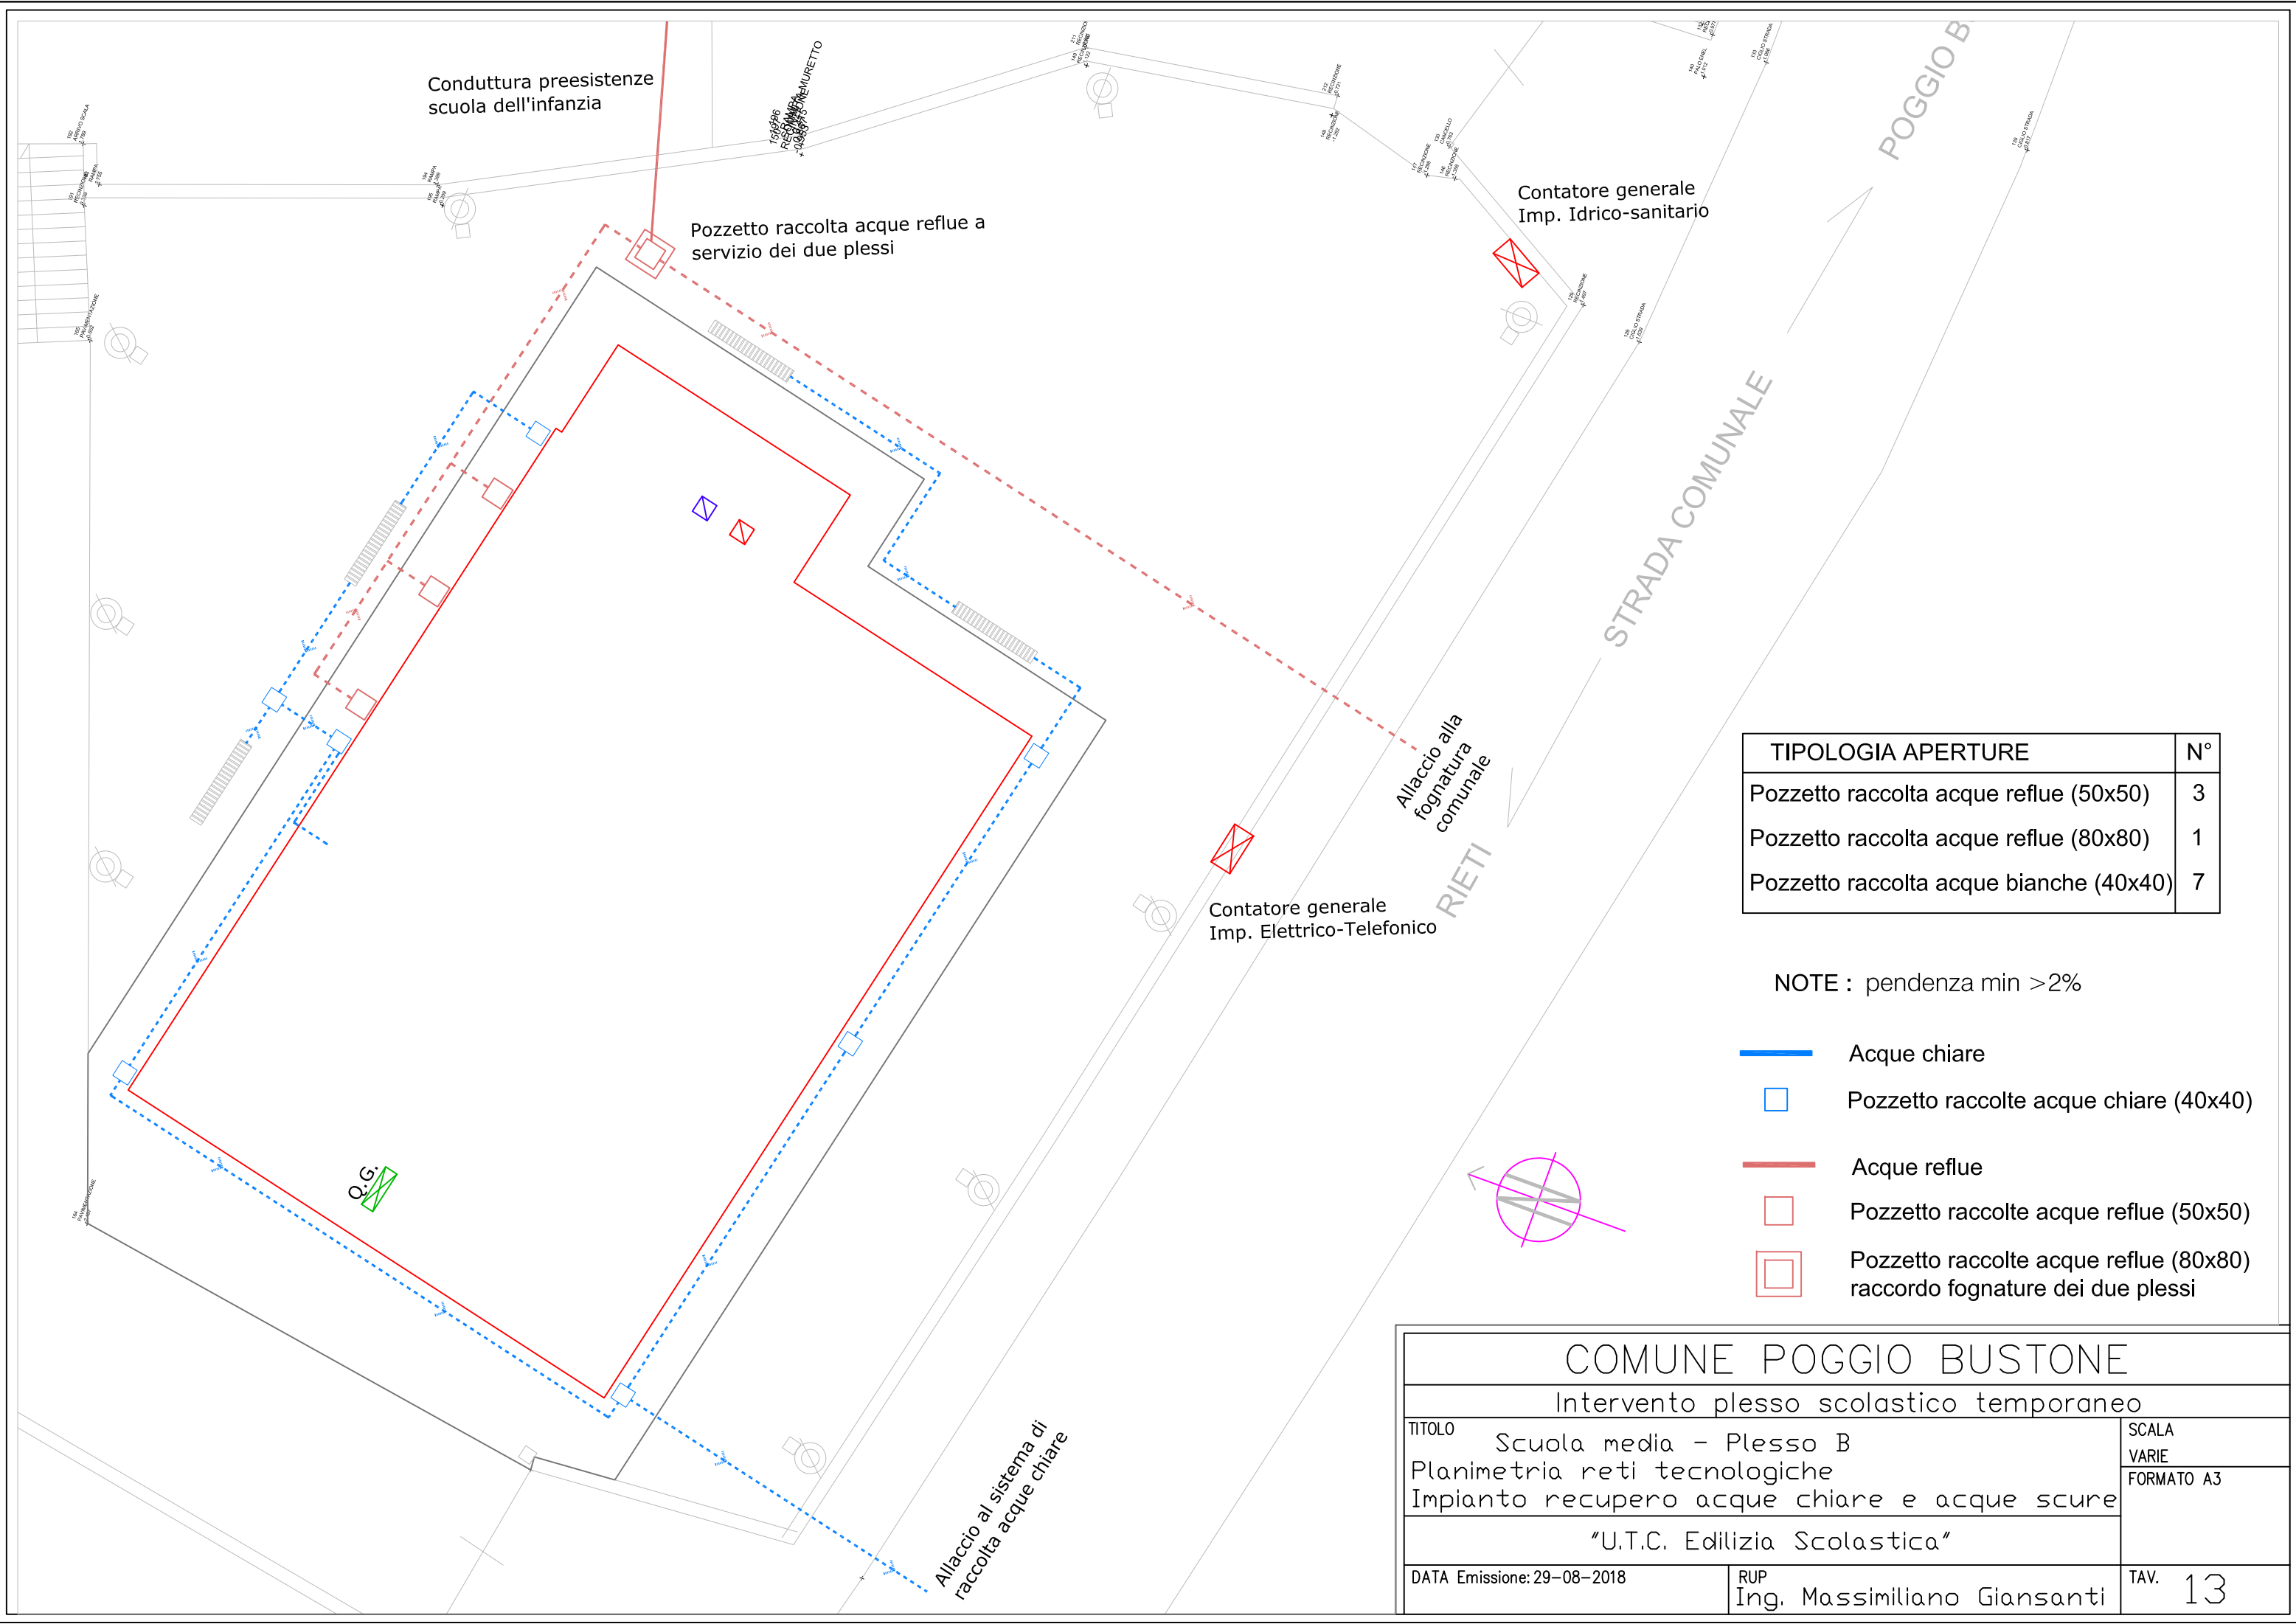 Conduttura preesistenze
scuola dell'infanzia
Pozzetto raccolta acque reflue a
servizio dei due plessi
Contatore generale
Imp. Idrico-sanitario
POGGIO B
STRADA COMUNALE
RIETI
Allaccio alla
fognatura
comunale
Contatore generale
Imp. Elettrico-Telefonico
Q.G.
Allaccio al sistema di
raccolta acque chiare
TIPOLOGIA APERTURE N°
Pozzetto raccolta acque reflue (50x50) 3
Pozzetto raccolta acque reflue (80x80) 1
Pozzetto raccolta acque bianche (40x40) 7
NOTE : pendenza min >2%
Acque chiare
Pozzetto raccolte acque chiare (40x40)
Acque reflue
Pozzetto raccolte acque reflue (50x50)
Pozzetto raccolte acque reflue (80x80)
raccordo fognature dei due plessi
N
COMUNE POGGIO BUSTONE
Intervento plesso scolastico temporaneo
TITOLO
Scuola media - Plesso B
Planimetria reti tecnologiche
Impianto recupero acque chiare e acque scure
SCALA
VARIE
FORMATO A3
"U.T.C. Edilizia Scolastica"
DATA Emissione: 29-08-2018
RUP
Ing. Massimiliano Giansanti
TAV. 13